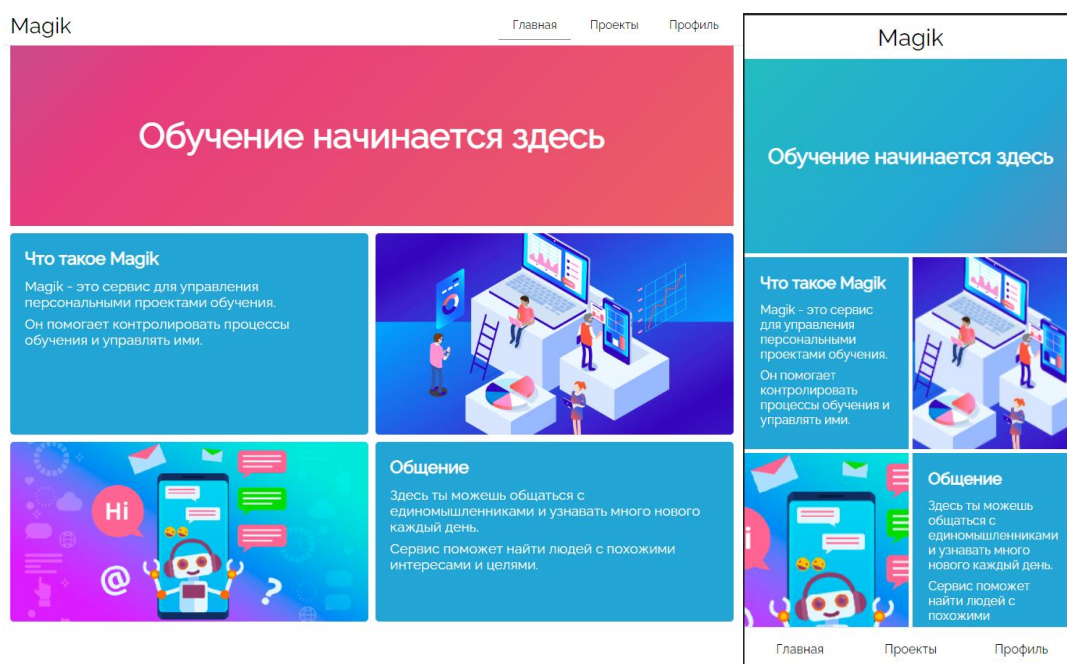 Magik
Главная Проекты Профиль
Обучение начинается здесь
Что такое Magik
Magik - это сервис для управления
персональными проектами обучения.
Он помогает контролировать процессы
обучения и управлять ими.
Hi
@
?
Общение
Здесь ты можешь общаться с
единомышленниками и узнавать много нового
каждый день.
Сервис поможет найти людей с похожими
интересами и целями.
Magik
Обучение начинается здесь
Что такое Magik
Magik - это сервис
для управления
персональными
проектами обучения.
Он помогает
контролировать
процессы обучения и
управлять ими.
i
@
?
Общение
Здесь ты можешь
общаться с
единомышленниками
и узнавать много
нового каждый день.
Сервис поможет
найти людей с
похожими
Главная Проекты Профиль